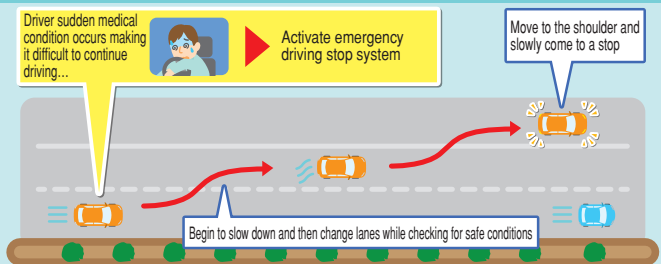 Driver sudden medical
condition occurs making
it difficult to continue
driving...
Activate emergency
driving stop system
Move to the shoulder and
slowly come to a stop
Begin to slow down and then change lanes while checking for safe conditions